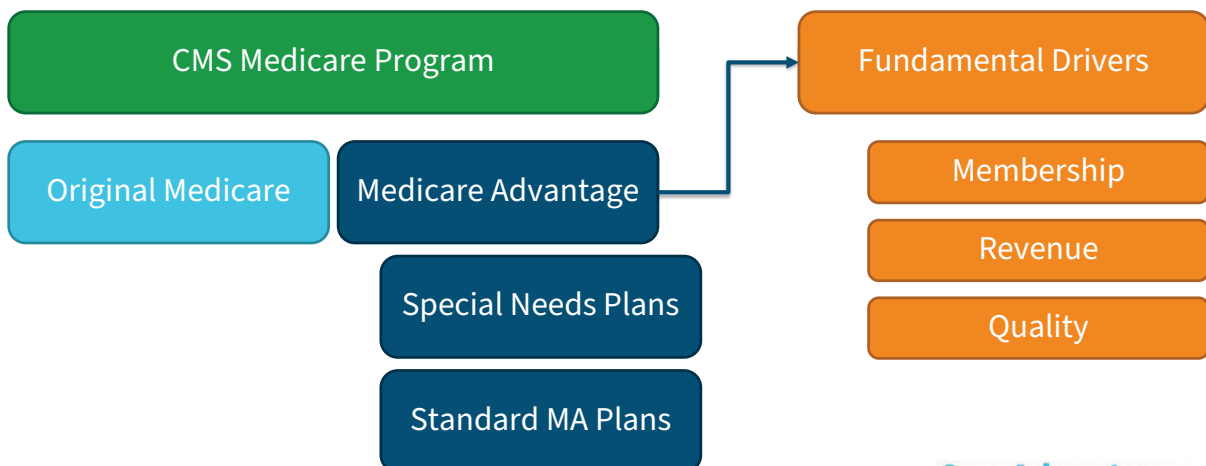 CMS Medicare Program
Fundamental Drivers
Original Medicare
Medicare Advantage
Membership
Revenue
Special Needs Plans
Quality
Standard MA Plans